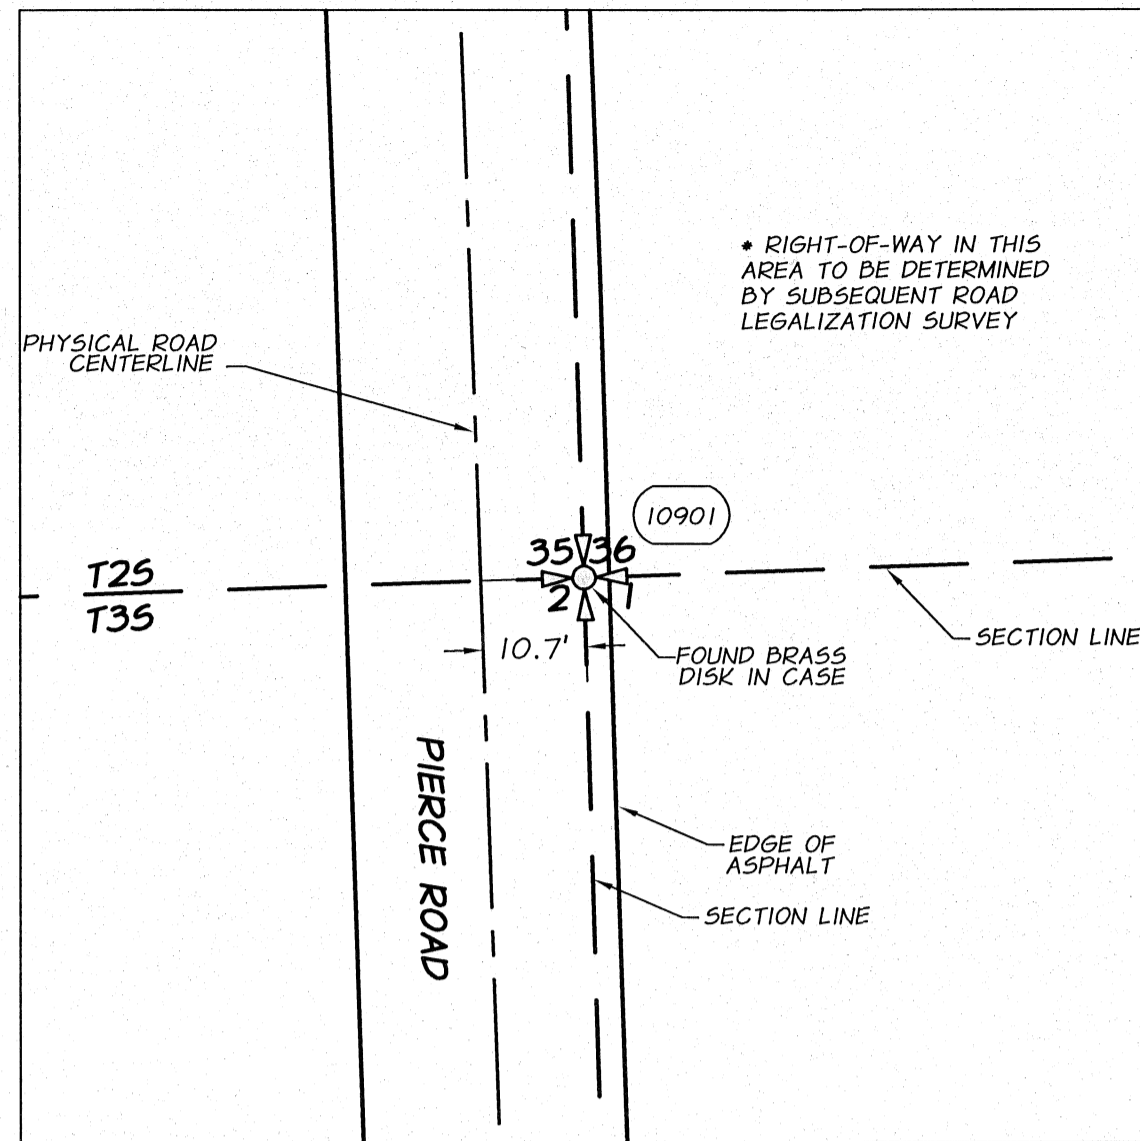 * RIGHT-OF-WAY IN THIS
AREA TO BE DETERMINED
BY SUBSEQUENT ROAD
LEGALIZATION SURVEY
PHYSICAL ROAD
CENTERLINE
10901
35 36
2 1
T2S
T3S
10.7'
SECTION LINE
FOUND BRASS
DISK IN CASE
PIERCE ROAD
EDGE OF
ASPHALT
SECTION LINE